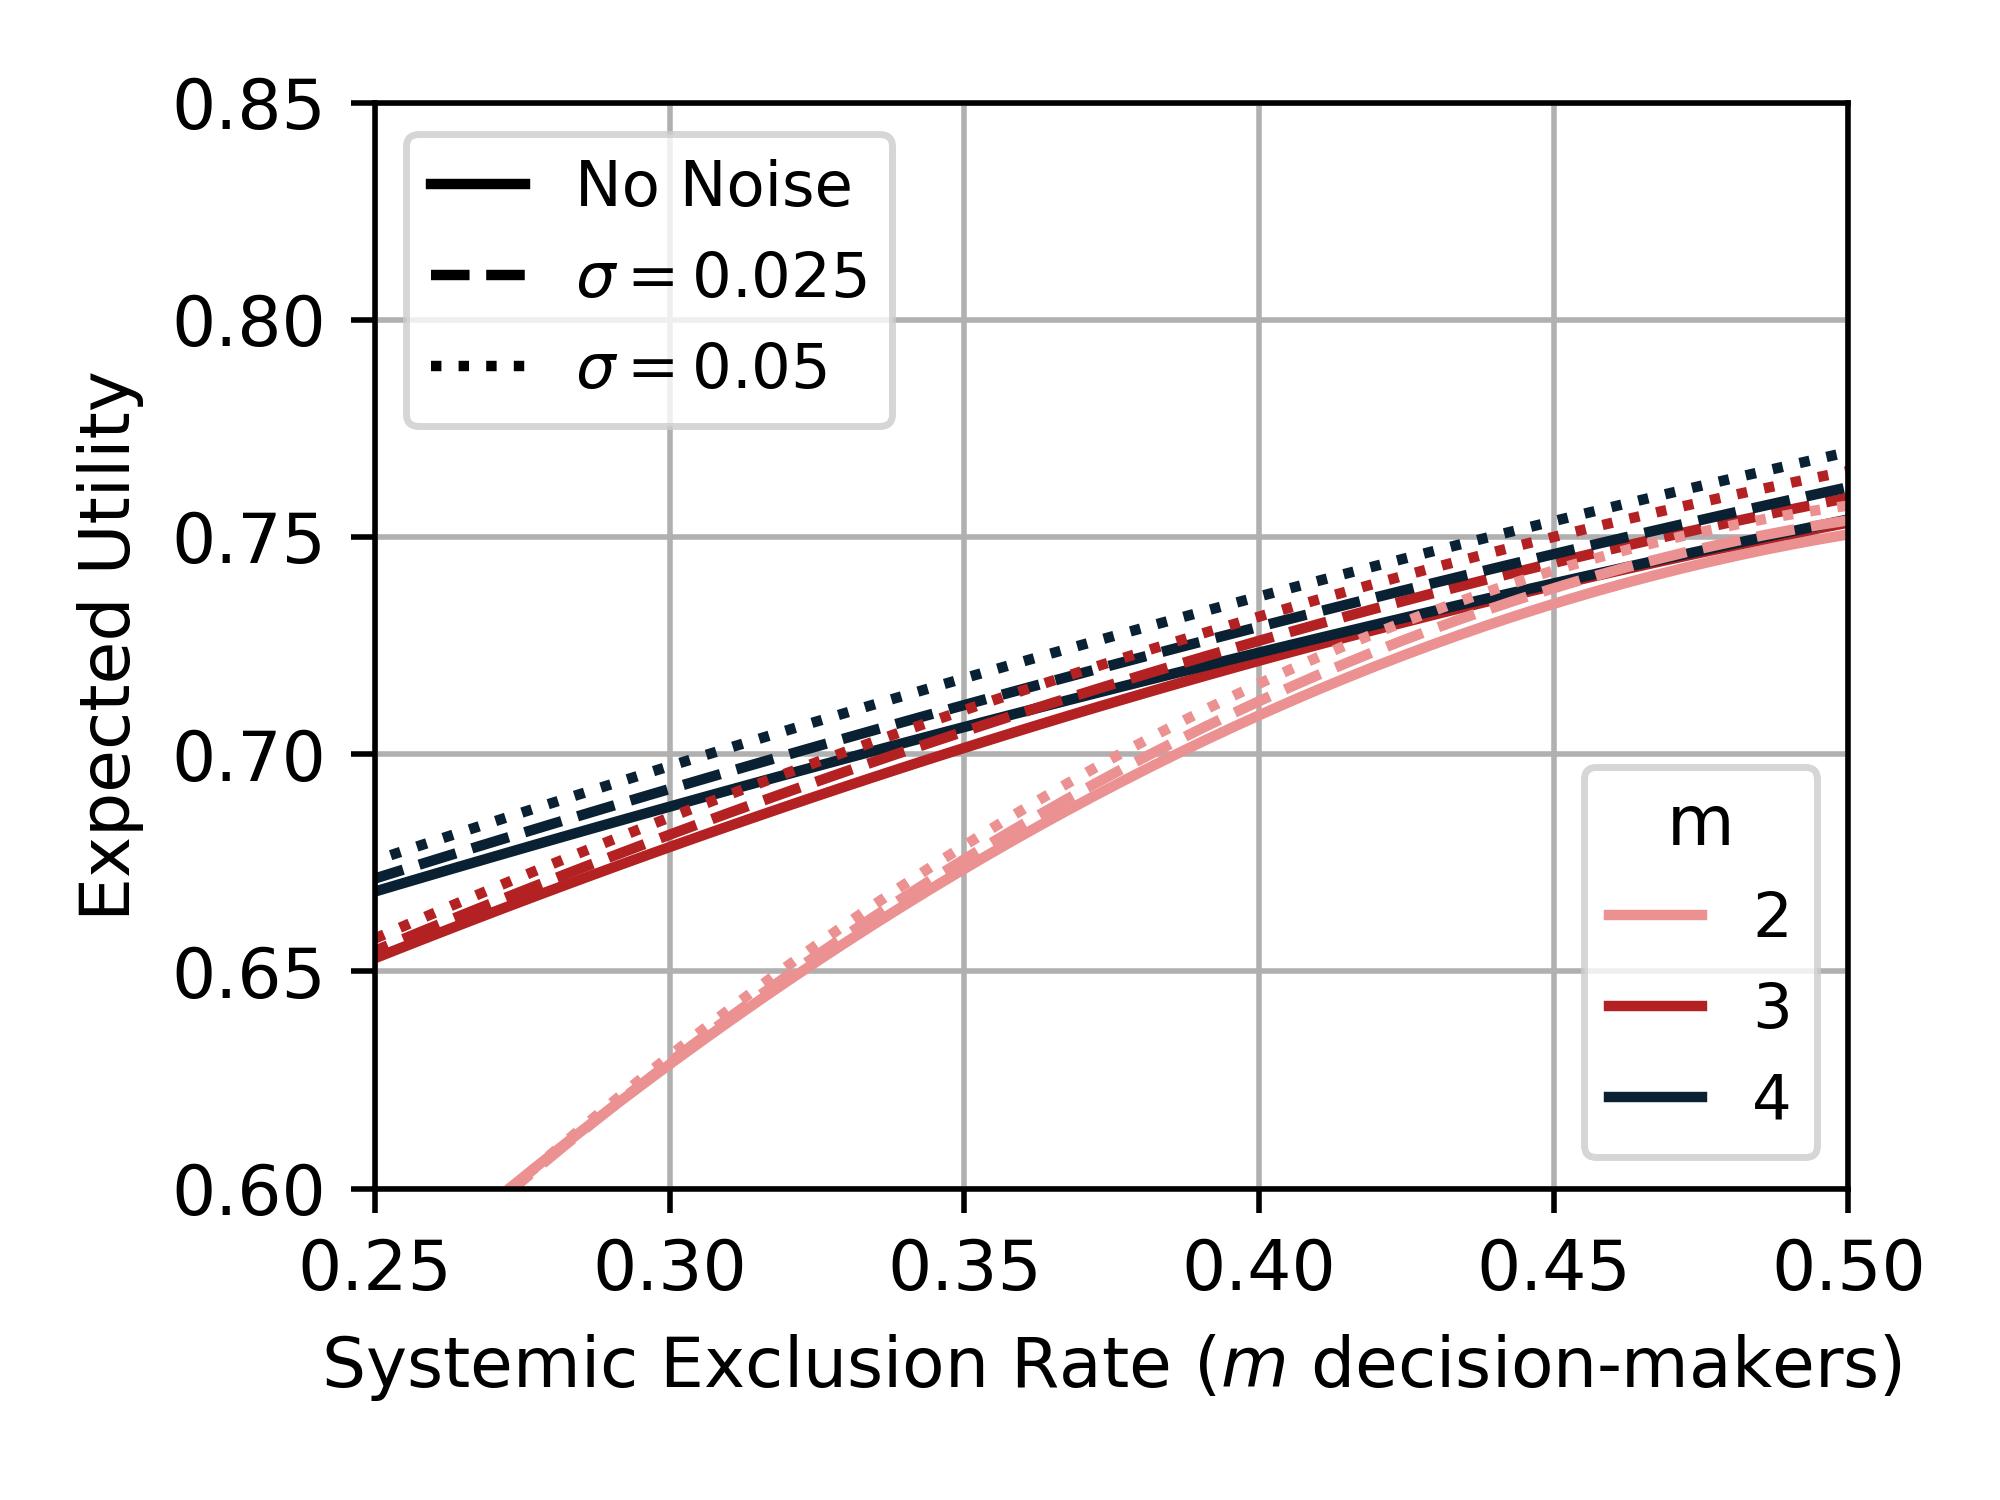 Expected Utility
0.85
0.80
0.75
0.70
0.65
0.60
No Noise
σ = 0.025
σ = 0.05
m
2
3
4
0.25 0.30 0.35 0.40 0.45 0.50
Systemic Exclusion Rate (m decision-makers)